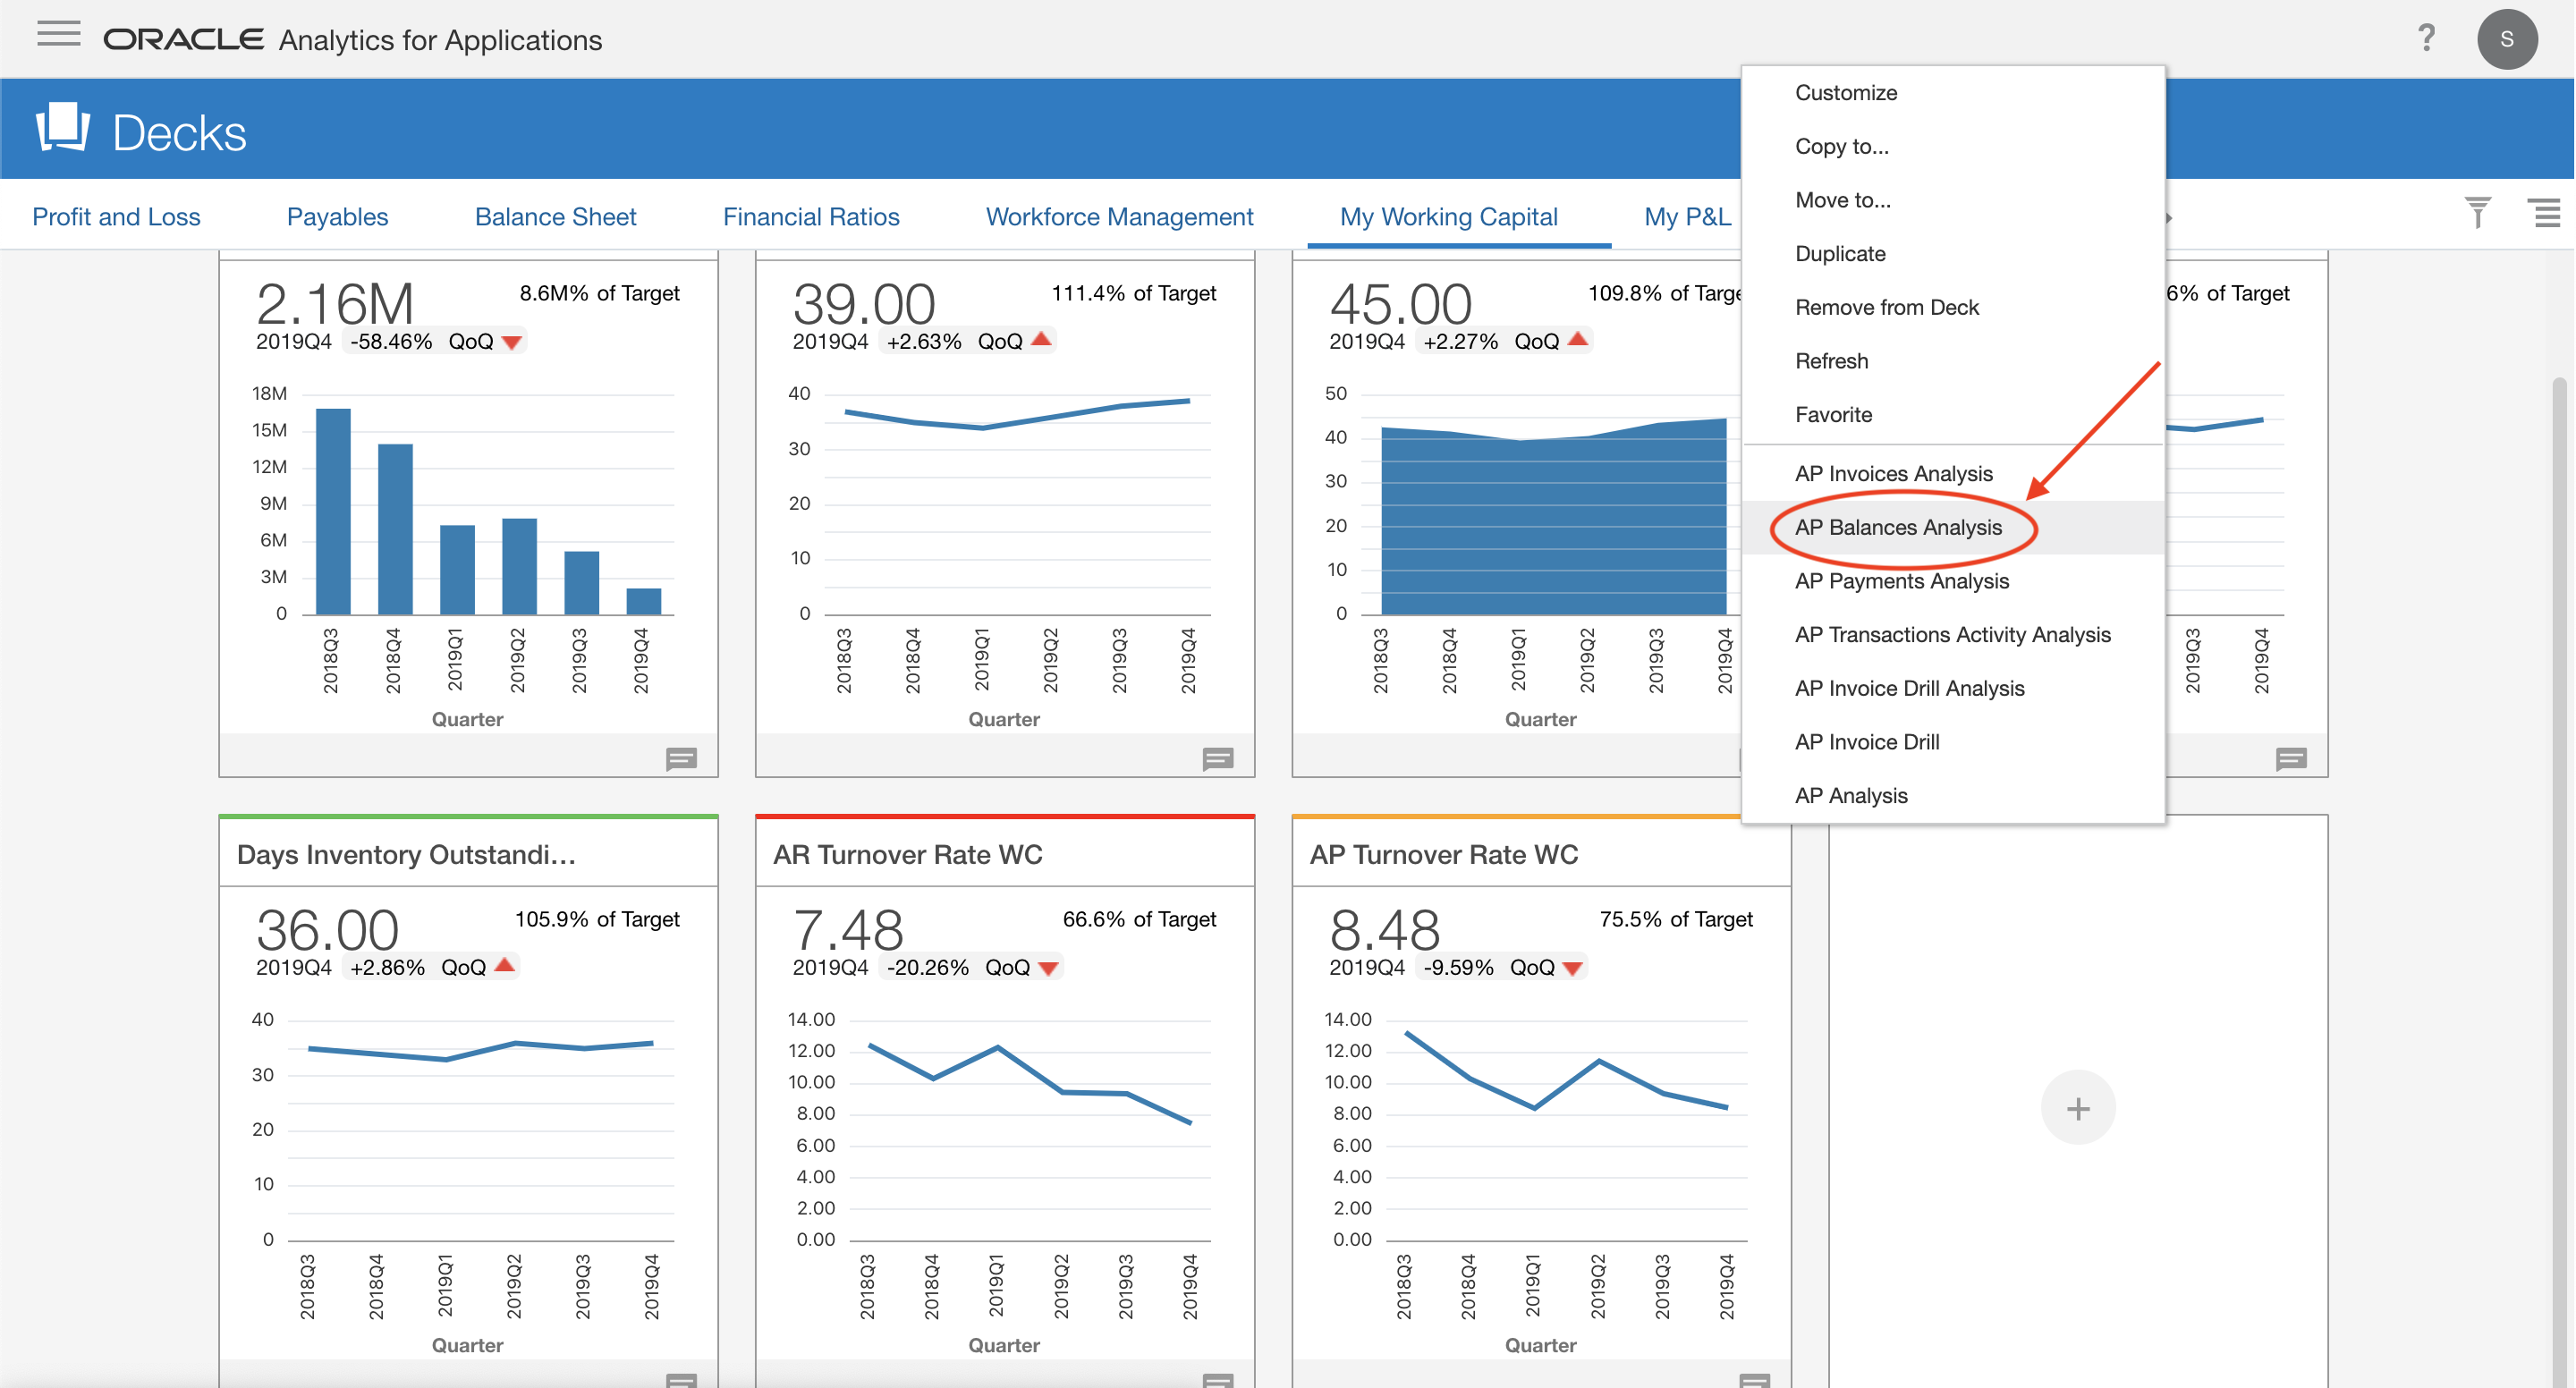 ORACLE Analytics for Applications
?
S
Decks
Profit and Loss
Payables
Balance Sheet
Financial Ratios
Workforce Management
My Working Capital
My P&L
Customize
Copy to...
Move to...
Duplicate
Remove from Deck
Refresh
Favorite
AP Invoices Analysis
AP Balances Analysis
AP Payments Analysis
AP Transactions Activity Analysis
AP Invoice Drill Analysis
AP Invoice Drill
AP Analysis
2.16M
8.6M% of Target
2019Q4 -58.46% QoQ
18M
15M
12M
9M
6M
3M
0
2018Q3
2018Q4
2019Q1
2019Q2
2019Q3
2019Q4
Quarter
39.00
111.4% of Target
2019Q4 +2.63% QoQ
40
30
20
10
0
2018Q3
2018Q4
2019Q1
2019Q2
2019Q3
2019Q4
Quarter
45.00
109.8% of Targe
2019Q4 +2.27% QoQ
50
40
30
20
10
0
2018Q3
2018Q4
2019Q1
2019Q2
2019Q3
2019Q4
Quarter
6% of Target
2019Q3
2019Q4
Days Inventory Outstandi...
36.00
105.9% of Target
2019Q4 +2.86% QoQ
40
30
20
10
0
2018Q3
2018Q4
2019Q1
2019Q2
2019Q3
2019Q4
Quarter
AR Turnover Rate WC
7.48
66.6% of Target
2019Q4 -20.26% QoQ
14.00
12.00
10.00
8.00
6.00
4.00
2.00
0.00
2018Q3
2018Q4
2019Q1
2019Q2
2019Q3
2019Q4
Quarter
AP Turnover Rate WC
8.48
75.5% of Target
2019Q4 -9.59% QoQ
14.00
12.00
10.00
8.00
6.00
4.00
2.00
0.00
2018Q3
2018Q4
2019Q1
2019Q2
2019Q3
2019Q4
Quarter
+